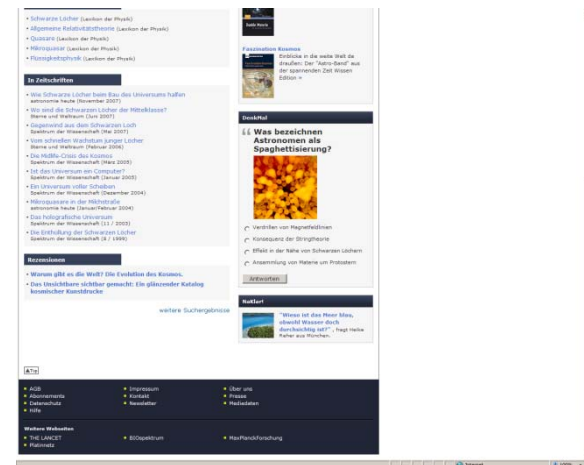 Schwarze Löcher (Lexikon der Physik)
Allgemeine Relativitätstheorie (Lexikon der Physik)
Quasare (Lexikon der Physik)
Mikroquasar (Lexikon der Physik)
Flüssigkeitsphysik (Lexikon der Physik)
In Zeitschriften
Wie Schwarze Löcher beim Bau des Universums halfen
astronomie heute (November 2007)
Wo sind die Schwarzen Löcher der Mittelklasse?
Sterne und Weltraum (Juni 2007)
Gegenwind aus dem Schwarzen Loch
Spektrum der Wissenschaft (Mai 2007)
Vom schnellen Wachstum junger Löcher
Sterne und Weltraum (Februar 2006)
Die Midlife-Crisis des Kosmos
Spektrum der Wissenschaft (März 2005)
Ist das Universum ein Computer?
Spektrum der Wissenschaft (Januar 2005)
Ein Universum voller Scheiben
Spektrum der Wissenschaft (Dezember 2004)
Mikroquasare in der Milchstraße
astronomie heute (Januar/Februar 2004)
Das holografische Universum
Spektrum der Wissenschaft (11 / 2003)
Die Enthüllung der Schwarzen Löcher
Spektrum der Wissenschaft (8 / 1999)
Rezensionen
Warum gibt es die Welt? Die Evolution des Kosmos.
Das Unsichtbare sichtbar gemacht: Ein glänzender Katalog
kosmischer Kunstdrucke
weitere Suchergebnisse
Faszination Kosmos
Einblicke in die weite Welt da
draußen: Der "Astro-Band" aus
der spannenden Zeit Wissen
Edition
DenkMal
Was bezeichnen
Astronomen als
Spaghettisierung?
Verdrillen von Magnetfeldlinien
Konsequenz der Stringtheorie
Effekt in der Nähe von Schwarzen Löchern
Ansammlung von Materie um Protostern
Antworten
NaKlar!
"Wieso ist das Meer blau,
obwohl Wasser doch
durchsichtig ist?", fragt Heike
Raher aus München.
Top
AGB
Abonnements
Datenschutz
Hilfe
Impressum
Kontakt
Newsletter
Über uns
Presse
Mediadaten
Weitere Webseiten
THE LANCET
Platinnetz
BIOspektrum
MaxPlanckForschung
Internet
100%